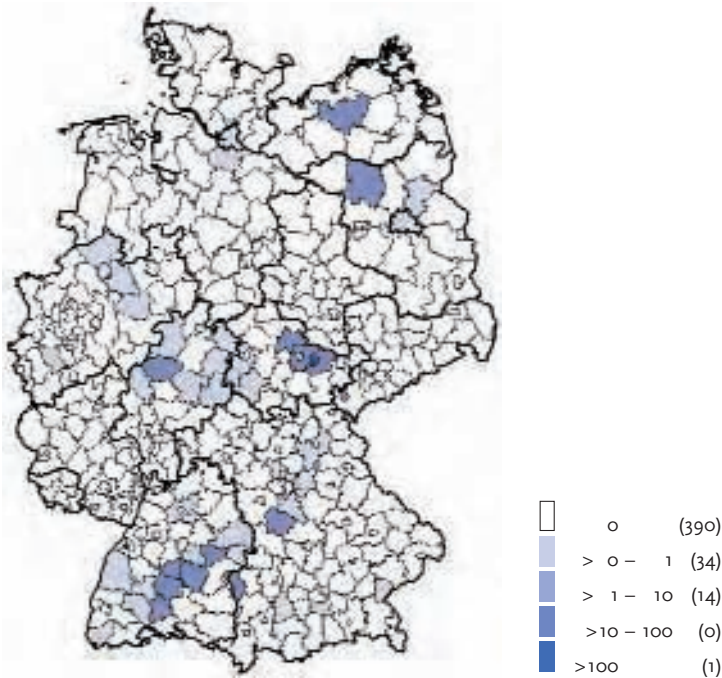 0 (390)
> 0 – 1 (34)
> 1 – 10 (14)
>10 – 100 (0)
>100 (1)